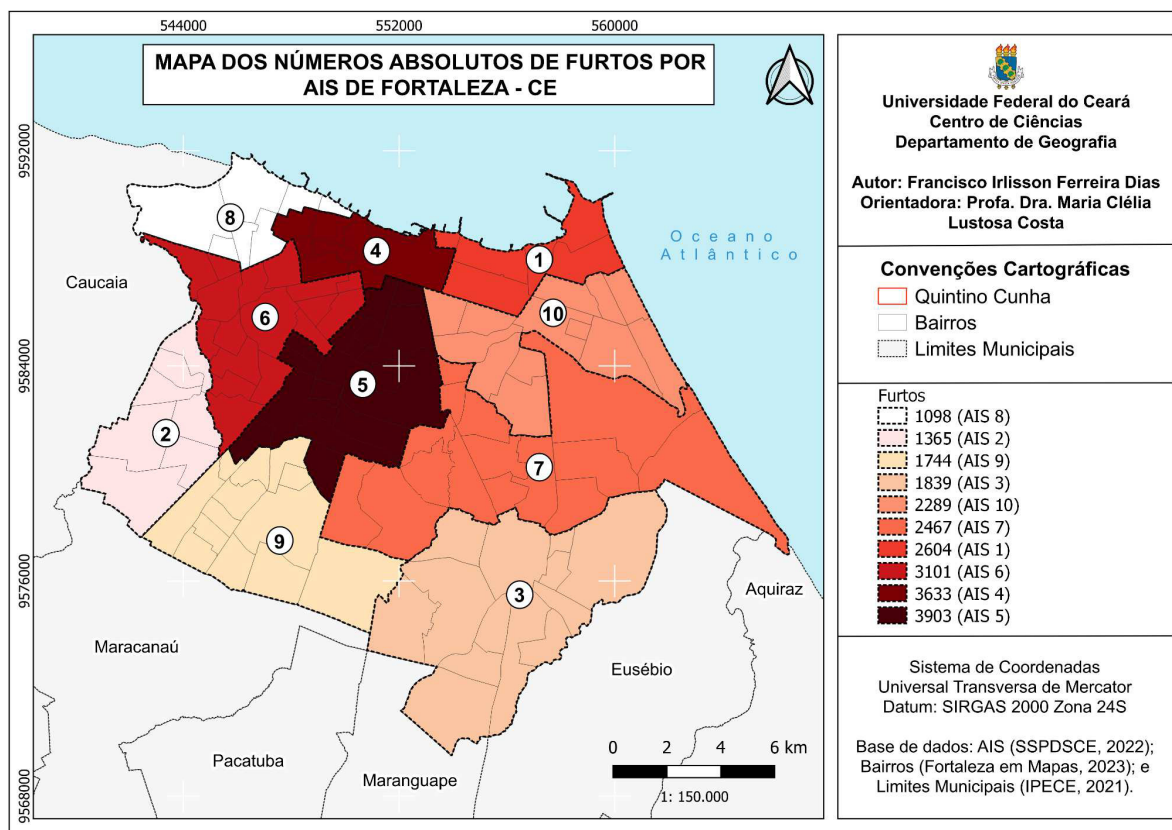 544000
552000
560000
MAPA DOS NÚMEROS ABSOLUTOS DE FURTOS POR
AIS DE FORTALEZA - CE
9592000
9584000
9576000
9568000
8
4
1
Oceano
Atlântico
Caucaia
6
10
5
2
7
9
3
Aquiraz
Maracanaú
Eusébio
Pacatuba
Maranguape
0 2 4 6 km
1: 150.000
Universidade Federal do Ceará
Centro de Ciências
Departamento de Geografia
Autor: Francisco Irlisson Ferreira Dias
Orientadora: Profa. Dra. Maria Clélia
Lustosa Costa
Convenções Cartográficas
Quintino Cunha
Bairros
Limites Municipais
Furtos
1098 (AIS 8)
1365 (AIS 2)
1744 (AIS 9)
1839 (AIS 3)
2289 (AIS 10)
2467 (AIS 7)
2604 (AIS 1)
3101 (AIS 6)
3633 (AIS 4)
3903 (AIS 5)
Sistema de Coordenadas
Universal Transversa de Mercator
Datum: SIRGAS 2000 Zona 24S
Base de dados: AIS (SSPDSCE, 2022);
Bairros (Fortaleza em Mapas, 2023); e
Limites Municipais (IPECE, 2021).